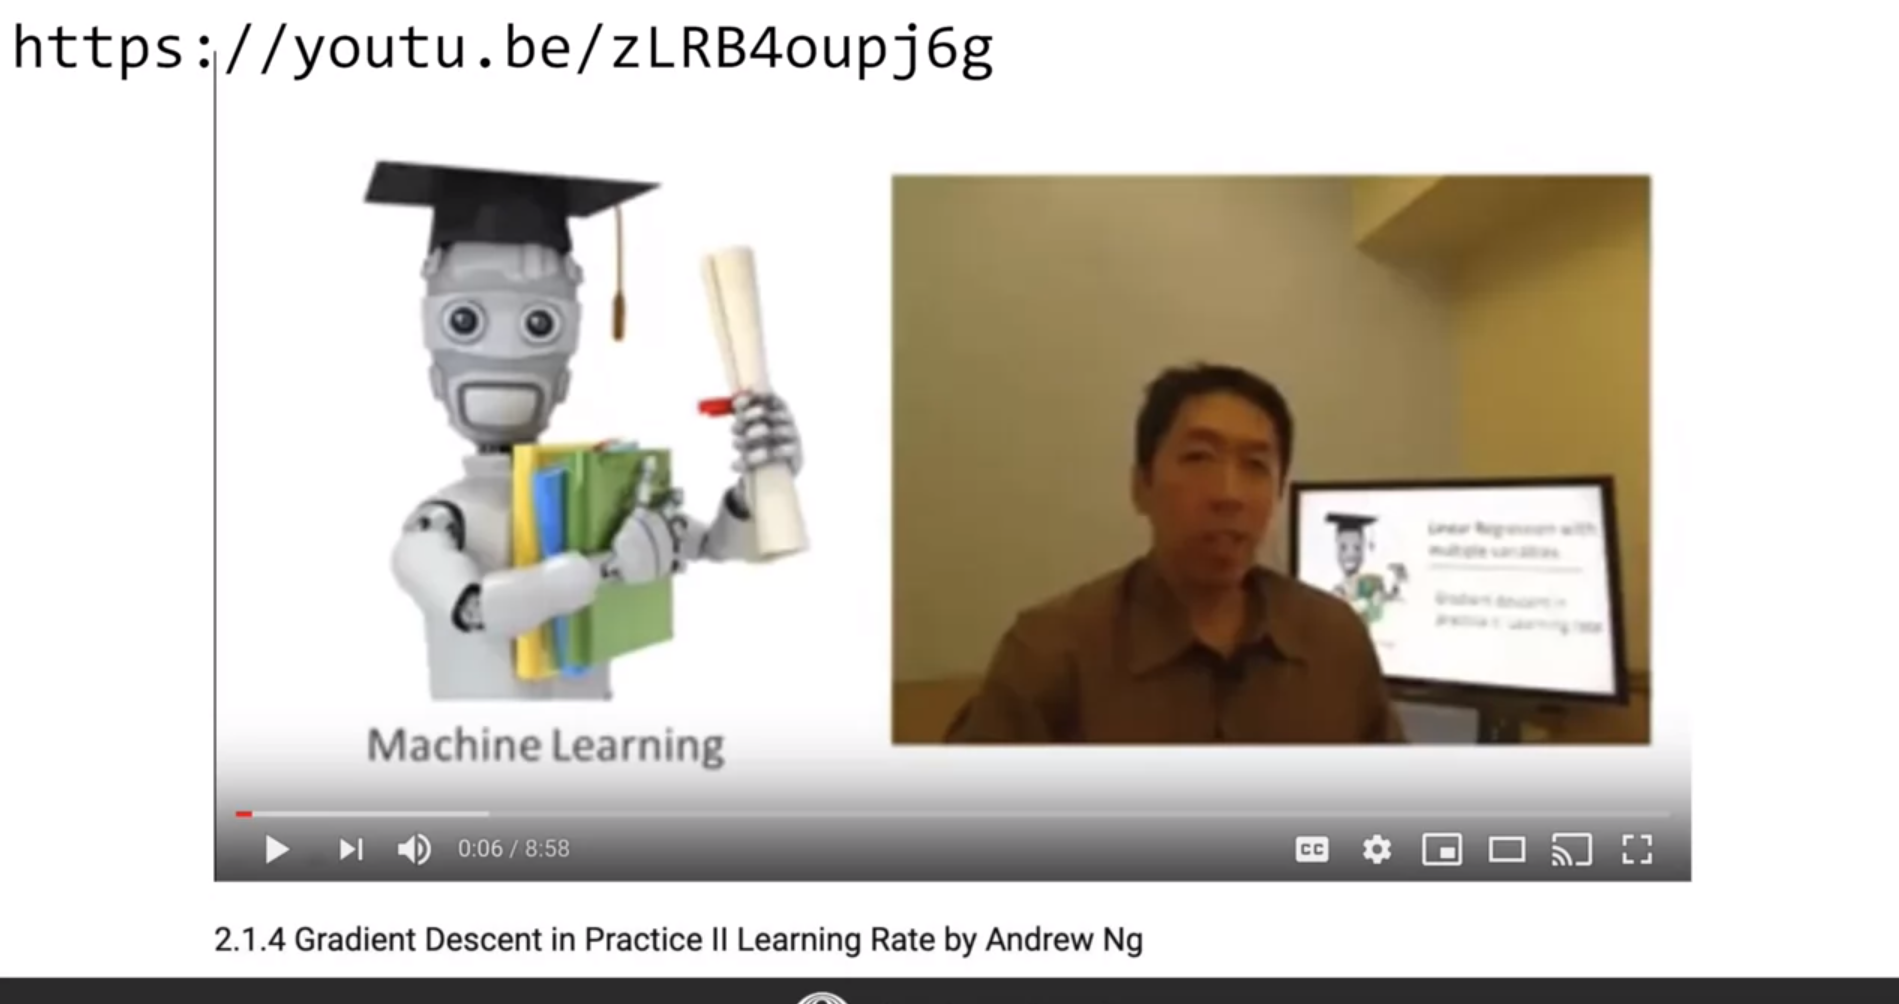 https://youtu.be/zLRB4oupj6g
Linear Regression with
multiple variables
Gradient descent in
practice II: Learning rate
Machine Learning
0:06 / 8:58
CC
2.1.4 Gradient Descent in Practice II Learning Rate by Andrew Ng